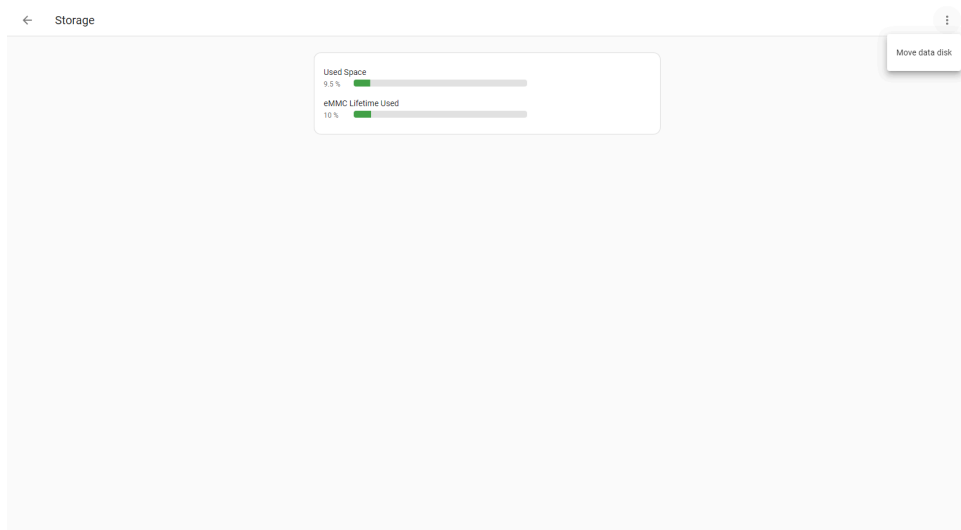 Storage
Move data disk
Used Space
9.5 %
eMMC Lifetime Used
10 %